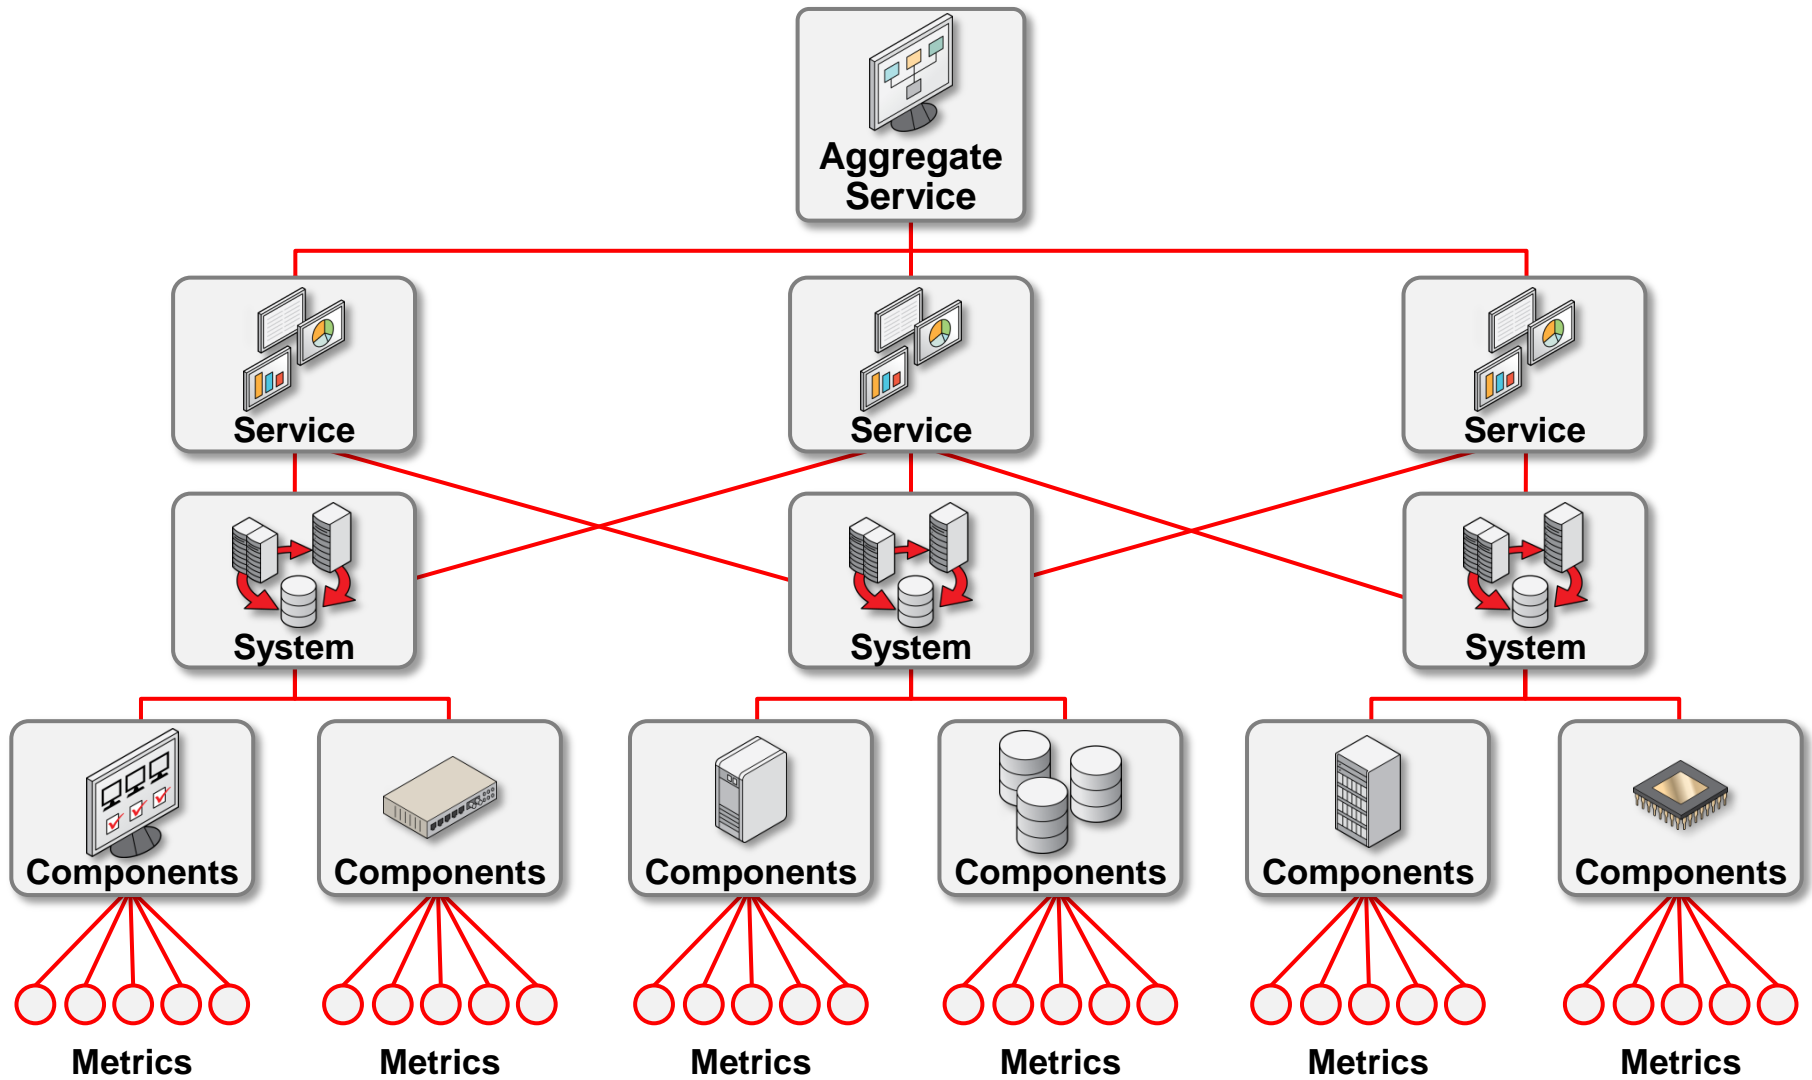 Aggregate
Service
Service
Service
Service
System
System
System
Components
Components
Components
Components
Components
Components
Metrics
Metrics
Metrics
Metrics
Metrics
Metrics